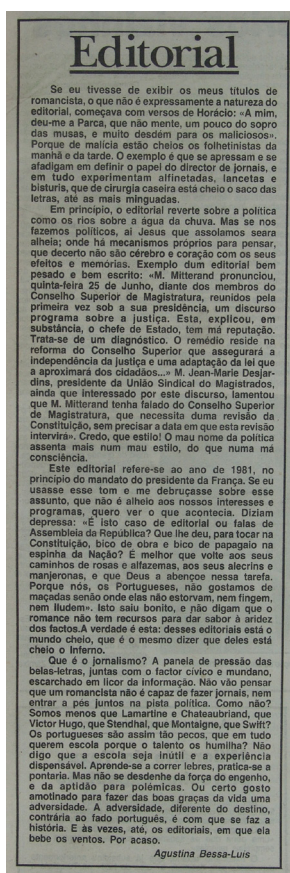 Editorial
Se eu tivesse de exibir os meus títulos de
romancista, o que não é expressamente a natureza do
editorial, começava com versos de Horácio: «A mim,
deu-me a Parca, que não mente, um pouco do sopro
das musas, e muito desdém para os maliciosos».
Porque de malícia estão cheios os folhetinistas da
manhã e da tarde. O exemplo é que se apressam e se
afadigam em definir o papel do director de jornais, e
em tudo experimentam alfinetadas, lancetas e
bisturis, que de cirurgia caseira está cheio o saco das
letras, até as mais minguadas.
Em princípio, o editorial reverte sobre a política
como os rios sobre a água da chuva. Mas se nos
fazemos políticos, ai Jesus que assolamos seara
alheia; onde há mecanismos próprios para pensar,
que decerto não são cérebro e coração com os seus
efeitos e memorias. Exemplo dum editorial bem
pesado e bem escrito: «M. Mitterand pronunciou,
quinta-feira 25 de Junho, diante dos membros do
Conselho Superior de Magistratura, reunidos pela
primeira vez sob a sua presidência, um discurso
programa sobre a justiça. Esta, explicou, em
substância, o chefe de Estado, tem má reputação.
Trata-se de um diagnóstico. O remédio reside na
reforma do Conselho Superior que assegurará a
independência da justiça e uma adaptação da lei que
a aproximará dos cidadãos...» M. Jean-Marie Desjar-
dins, presidente da União Sindical do Magistrados,
ainda que interessado por este discurso, lamentou
que M. Mitterand tenha falado do Conselho Superior
de Magistratura, que necessita duma revisão da
Constituição, sem precisar a data em que esta revisão
intervirá». Credo, que estilo! O mau nome da política
assenta mais num mau estilo, do que numa má
consciência.
Este editorial refere-se ao ano de 1981, no
princípio do mandato do presidente da França. Se eu
usasse esse tom e me debruçasse sobre esse
assunto, que não é alheio aos nossos interesses e
programas, quero ver o que acontecia. Diziam
depressa: «É isto caso de editorial ou falas de
Assembleia da Republica? Que lhe deu, para tocar na
Constituição, bico de obra e bico de papagaio na
espinha da Nação? É melhor que volte aos seus
caminhos de rosas e alfazemas, aos seus alecrins e
manjeronas, e que Deus a abençoe nessa tarefa.
Porque nós, os Portugueses, não gostamos de
maçadas senão onde elas não estorvam, nem fingem,
nem iludem». Isto saiu bonito, e não digam que o
romance não tem recursos para dar sabor à aridez
dos factos.A verdade é esta: desses editoriais está o
mundo cheio, que é o mesmo dizer que deles está
cheio o Inferno.
Que é o jornalismo? A panela de pressão das
belas-letras, juntas com o factor cívico e mundano,
escarchado em licor da informação. Não vão pensar
que um romancista não é capaz de fazer jornais, nem
entrar a pés juntos na pista política. Como não?
Somos menos que Lamartine e Chateaubriand, que
Victor Hugo, que Stendhal, que Montaigne, que Swift?
Os portugueses são assim tão pecos, que em tudo
querem escola porque o talento os humilha? Não
digo que a escola seja inútil e a experiência
dispensável. Aprende-se a correr lebres, pratica-se a
pontaria. Mas não se desdenhe da força do engenho,
e da aptidão para polémicas. Ou certo gosto
amotinado para fazer das boas graças da vida uma
adversidade. A adversidade, diferente do destino,
contrária ao fado português, é com que se faz a
história. E às vezes, até, os editoriais, em que ela
bebe os ventos. Por acaso.
Agustina Bessa-Luís